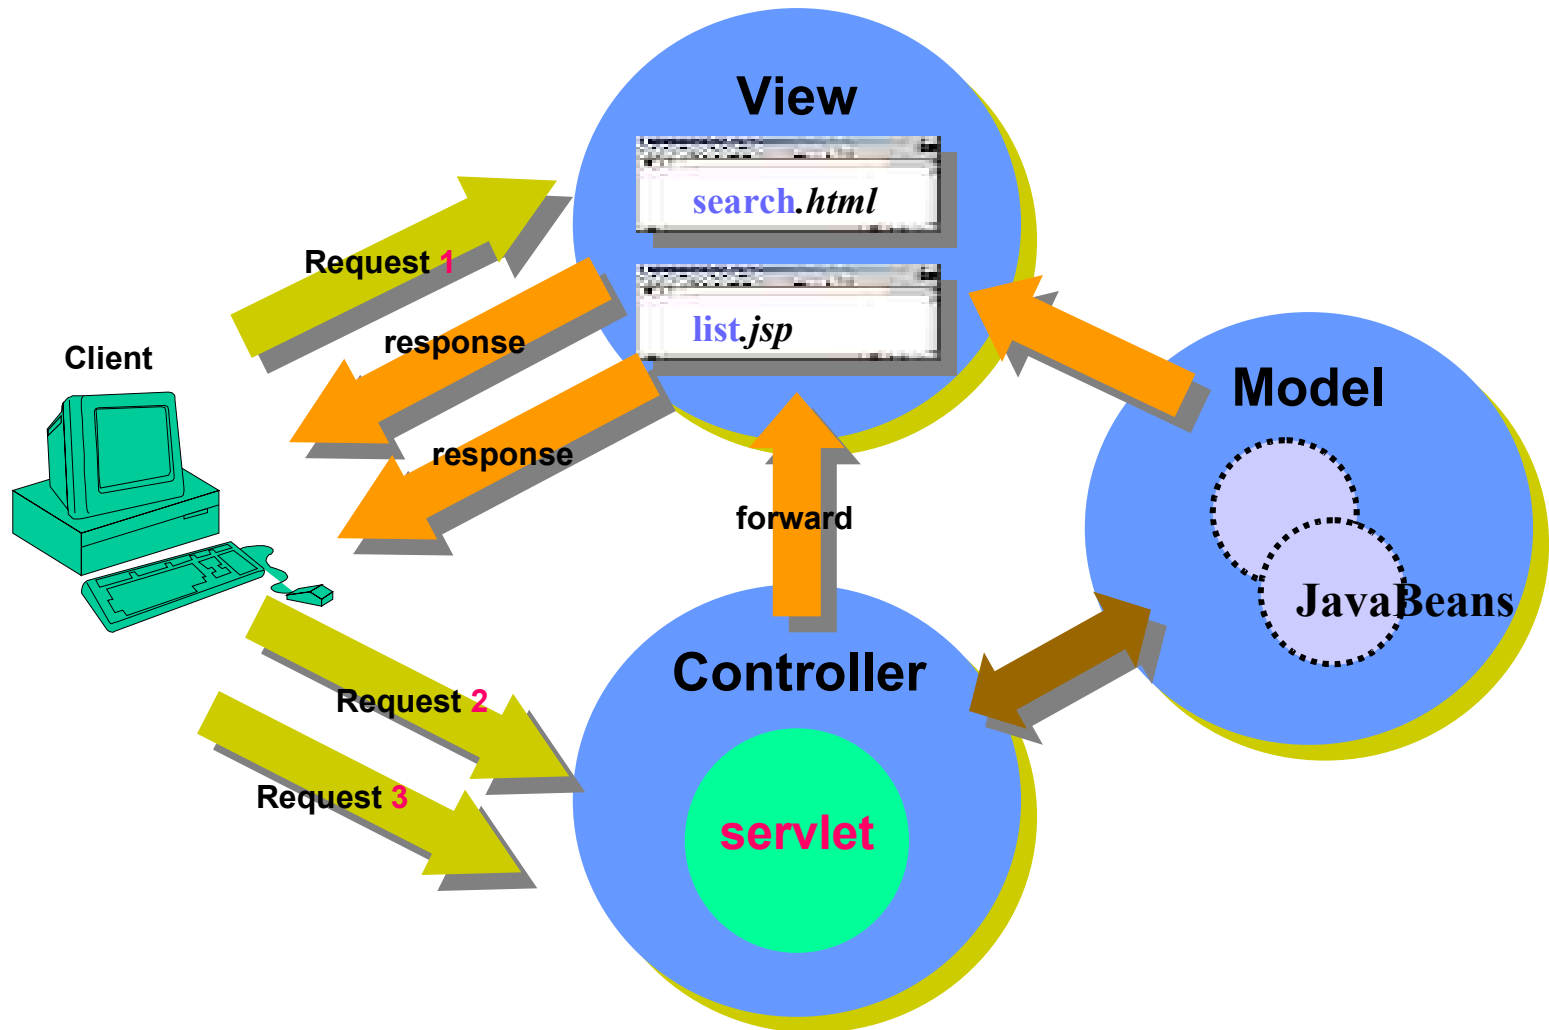 View
search.html
Request 1
list.jsp
response
Client
Model
response
forward
JavaBeans
Controller
Request 2
Request 3
servlet